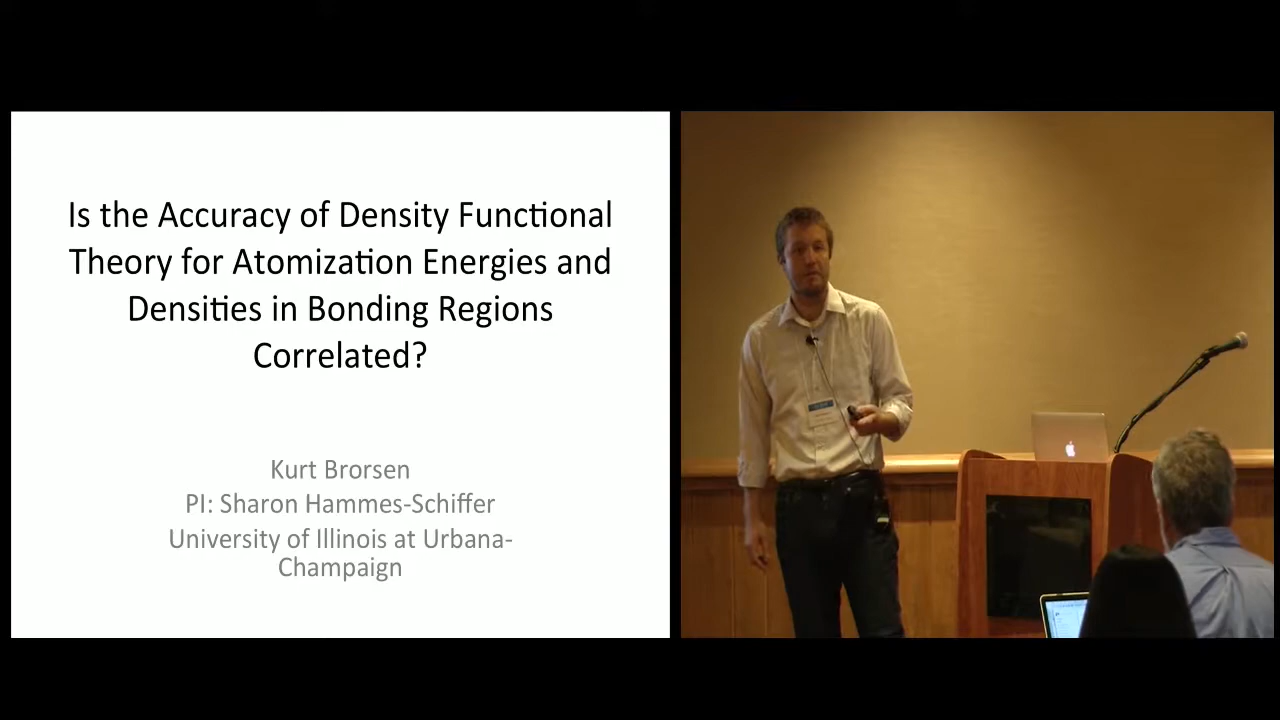 Is the Accuracy of Density Functional
Theory for Atomization Energies and
Densities in Bonding Regions
Correlated?
Kurt Brorsen
PI: Sharon Hammes-Schiffer
University of Illinois at Urbana-
Champaign